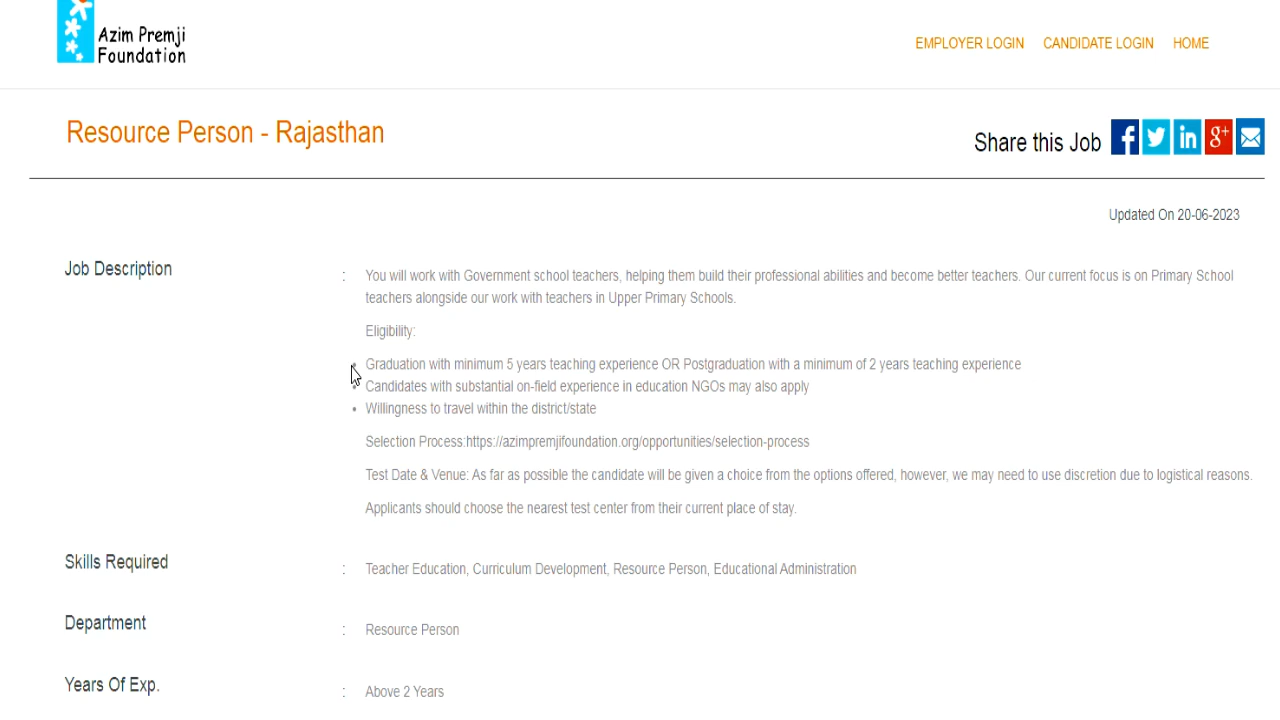 Azim Premji
Foundation
EMPLOYER LOGIN CANDIDATE LOGIN HOME
Resource Person - Rajasthan
Share this Job
Updated On 20-06-2023
Job Description : You will work with Government school teachers, helping them build their professional abilities and become better teachers. Our current focus is on Primary School
teachers alongside our work with teachers in Upper Primary Schools.
Eligibility:
• Graduation with minimum 5 years teaching experience OR Postgraduation with a minimum of 2 years teaching experience
• Candidates with substantial on-field experience in education NGOs may also apply
• Willingness to travel within the district/state
Selection Process:https://azimpremjifoundation.org/opportunities/selection-process
Test Date & Venue: As far as possible the candidate will be given a choice from the options offered, however, we may need to use discretion due to logistical reasons.
Applicants should choose the nearest test center from their current place of stay.
Skills Required : Teacher Education, Curriculum Development, Resource Person, Educational Administration
Department : Resource Person
Years Of Exp. : Above 2 Years